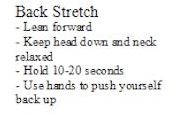 Back Stretch
- Lean forward
- Keep head down and neck
relaxed
- Hold 10-20 seconds
- Use hands to push yourself
back up